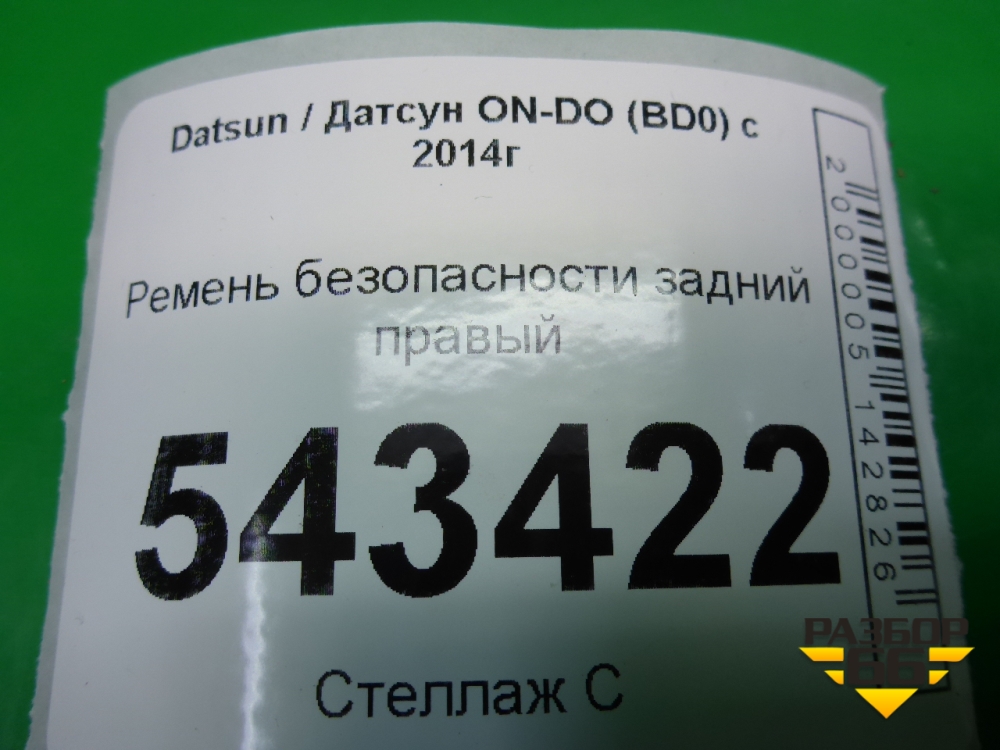 Datsun / Датсун ON-DO (BD0) с
2014г
Ремень безопасности задний
правый
543422
Стеллаж С
2000005142826
РАЗБОР
66